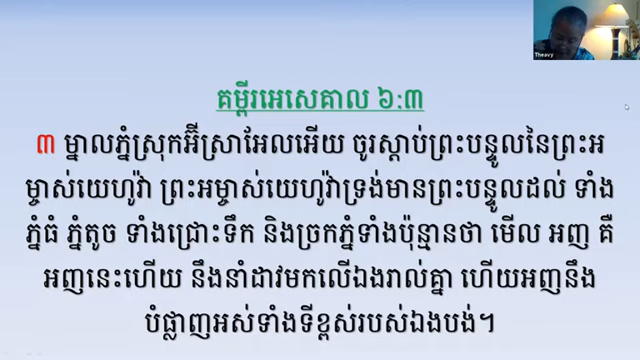 Theavy
គម្ពីរអេសេគាល ៦:៣
៣ ម្នាលភ្នំស្រុកអ៊ីស្រាអែលអើយ ចូរស្តាប់ព្រះបន្ទូលនៃព្រះអ
ម្ចាស់យេហូវ៉ា ព្រះអម្ចាស់យេហូវ៉ាទ្រង់មានព្រះបន្ទូលដល់ ទាំង
ភ្នំធំ ភ្នំតូច ទាំងជ្រោះទឹក និងច្រកភ្នំទាំងប៉ុន្មានថា មើល អញ គឺ
អញនេះហើយ នឹងនាំដាវមកលើឯងរាល់គ្នា ហើយអញនឹង
បំផ្លាញអស់ទាំងទីខ្ពស់របស់ឯងបង់។